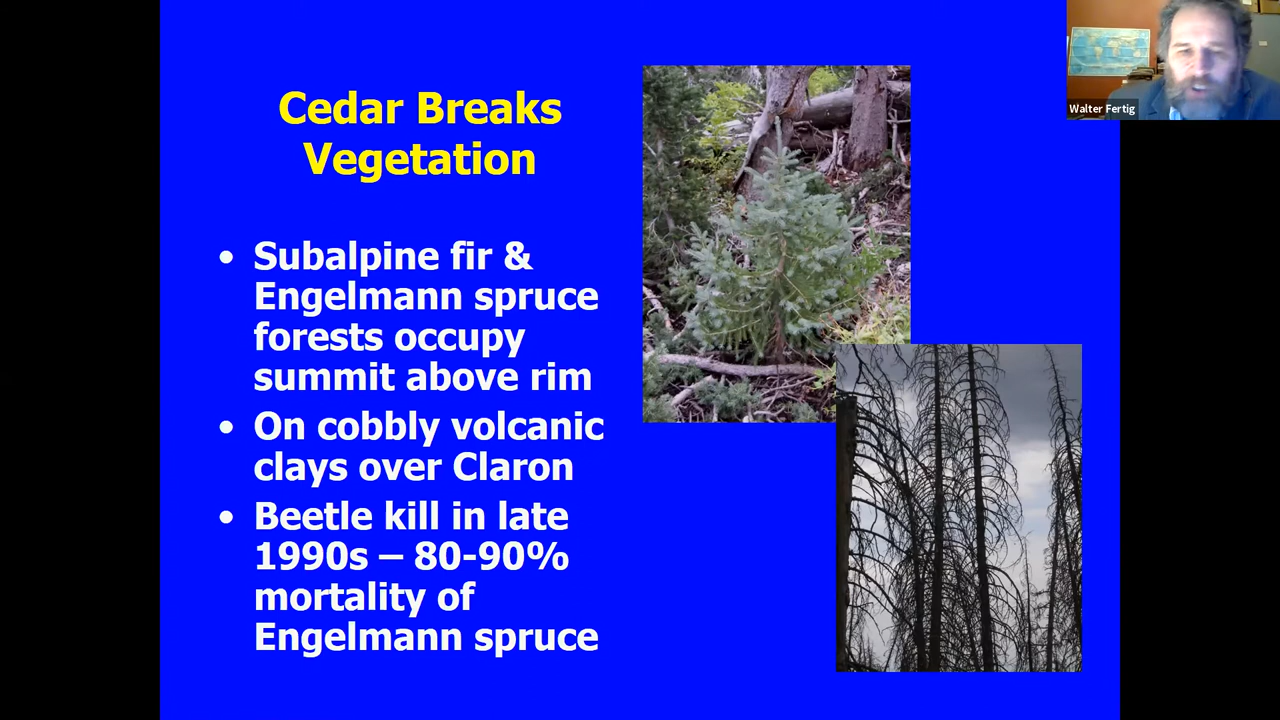 Cedar Breaks
Vegetation
• Subalpine fir &
Engelmann spruce
forests occupy
summit above rim
• On cobbly volcanic
clays over Claron
• Beetle kill in late
1990s – 80-90%
mortality of
Engelmann spruce
Walter Fertig